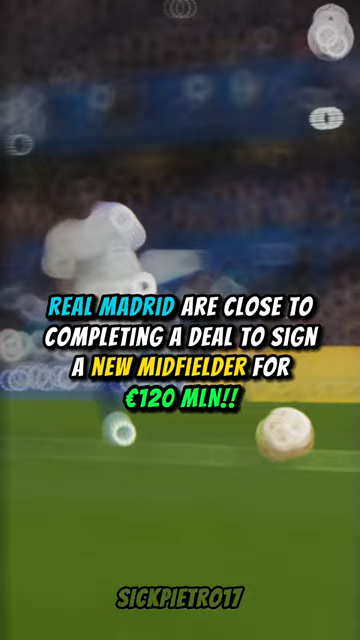 REAL MADRID ARE CLOSE TO
COMPLETING A DEAL TO SIGN
A NEW MIDFIELDER FOR
€120 MLN!!
SICKPIETRO17